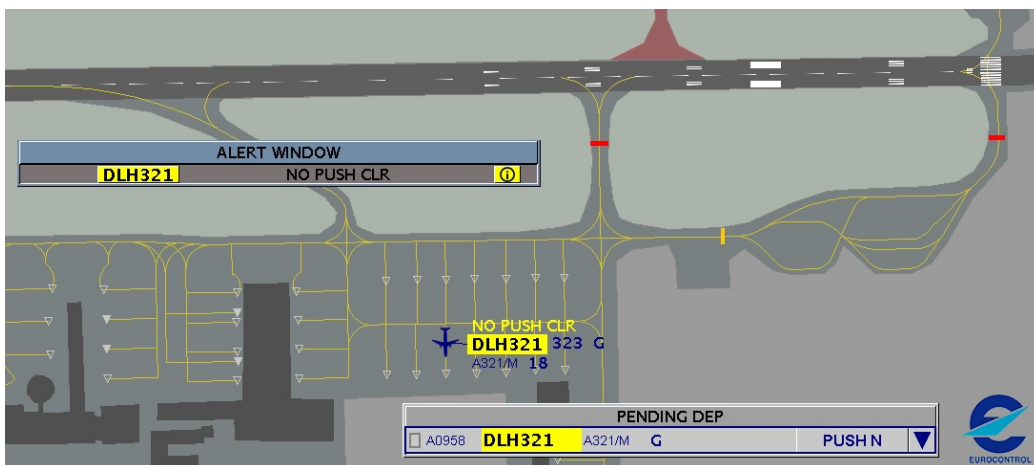 ALERT WINDOW
DLH321 NO PUSH CLR i
NO PUSH CLR
DLH321 323 G
A321/M 18
PENDING DEP
A0958 DLH321 A321/M G PUSH N
EUROCONTROL